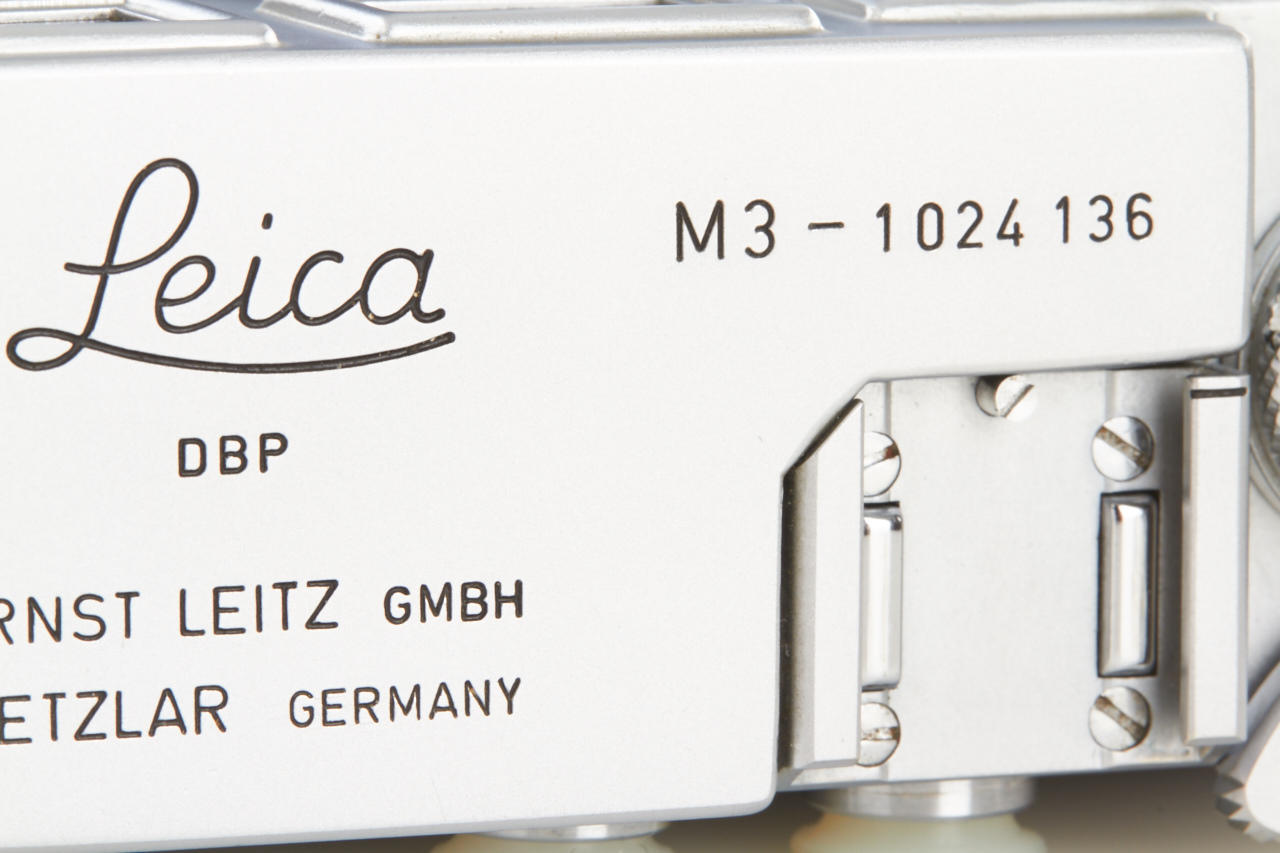 Leica
M3 - 1024 136
DBP
RNST LEITZ GMBH
ETZLAR GERMANY